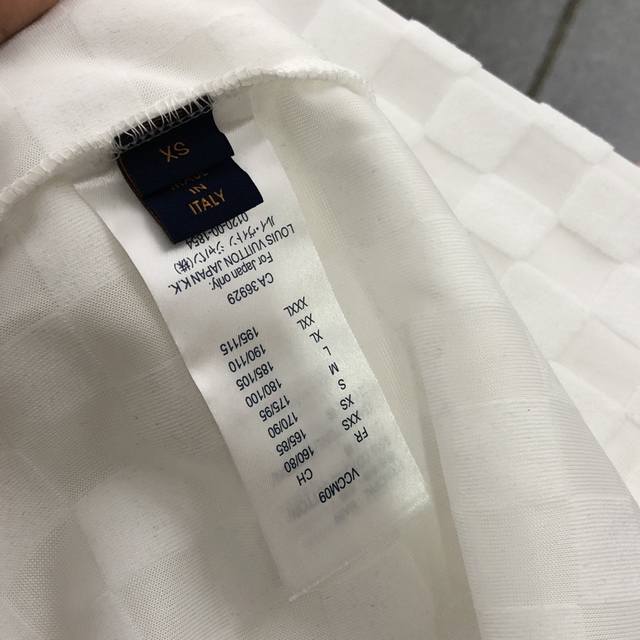 XS
MADE
IN
ITALY
VCCM09
FR CH
XXS 160/80
XS 165/85
S 170/90
M 175/95
L 180/100
XL 185/105
XXL 190/110
XXXL 195/115
CA 36929
For Japan only:
LOUIS VUITTON JAPAN K.K.
ルイ・ヴィトン ジャパン(株)
0120-00-1854